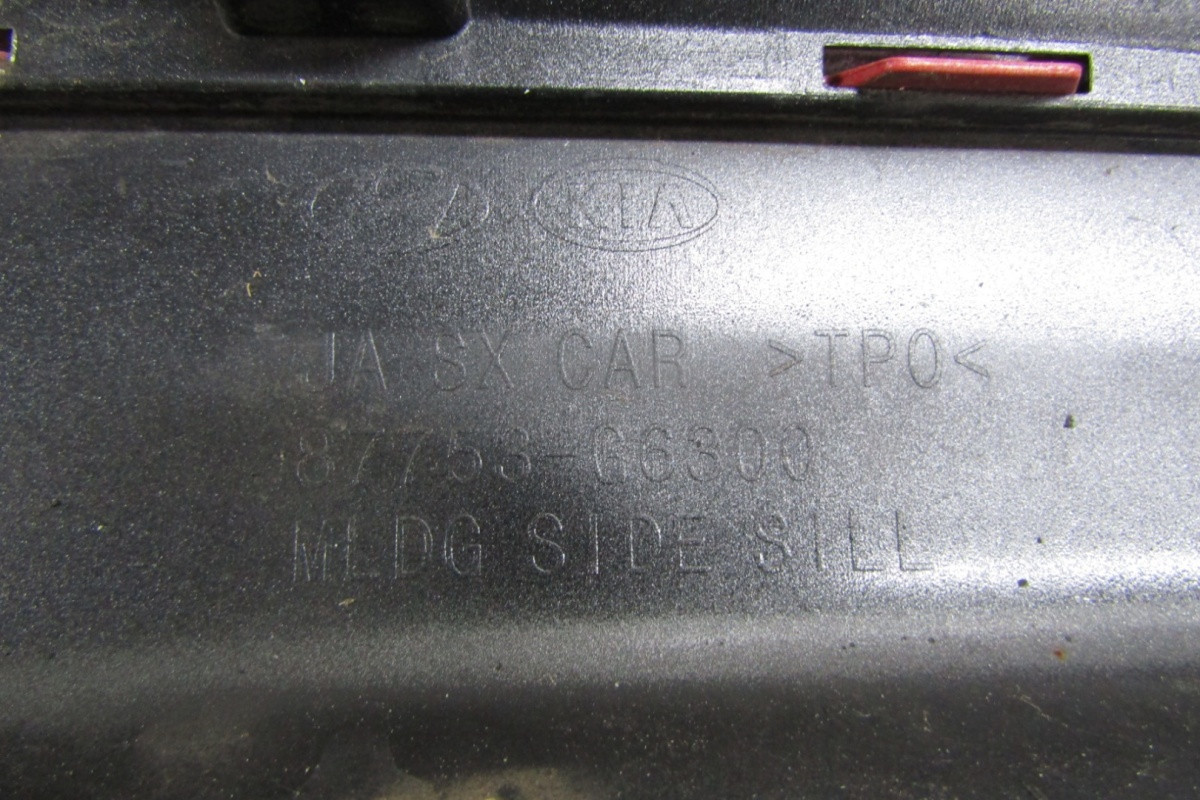 KIA
JA SX CAR >TPO<
87753-G6300
MLDG SIDE SILL